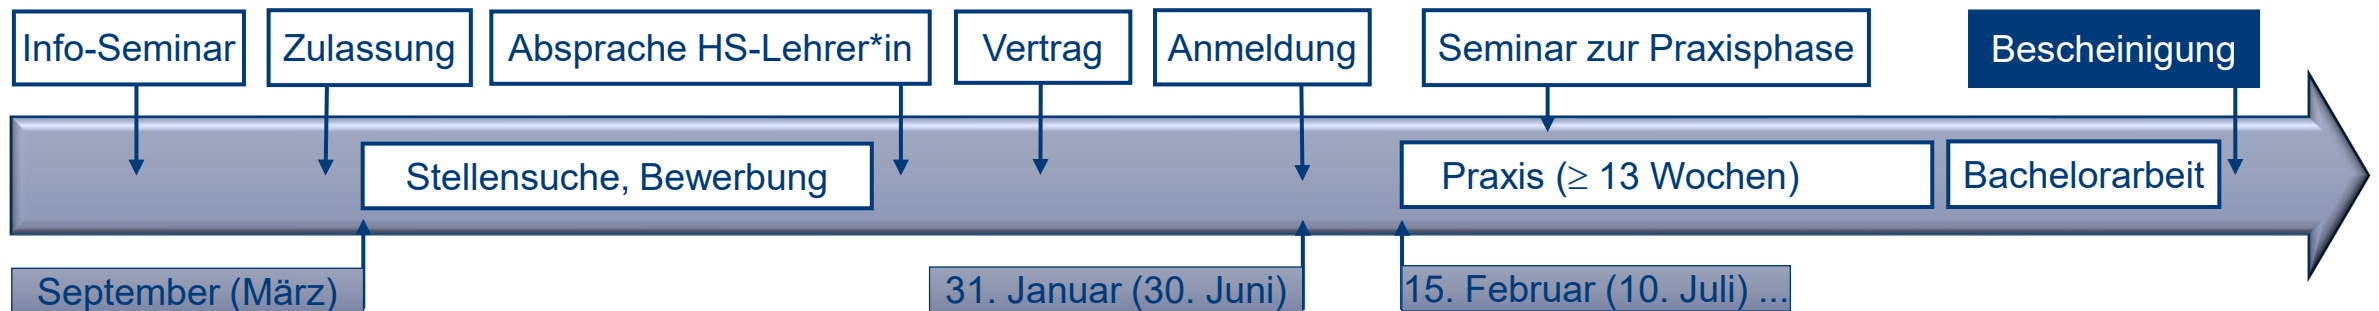 Info-Seminar
Zulassung
Absprache HS-Lehrer*in
Vertrag
Anmeldung
Seminar zur Praxisphase
Bescheinigung
Stellensuche, Bewerbung
Praxis (≥ 13 Wochen)
Bachelorarbeit
September (März)
31. Januar (30. Juni)
15. Februar (10. Juli) ...